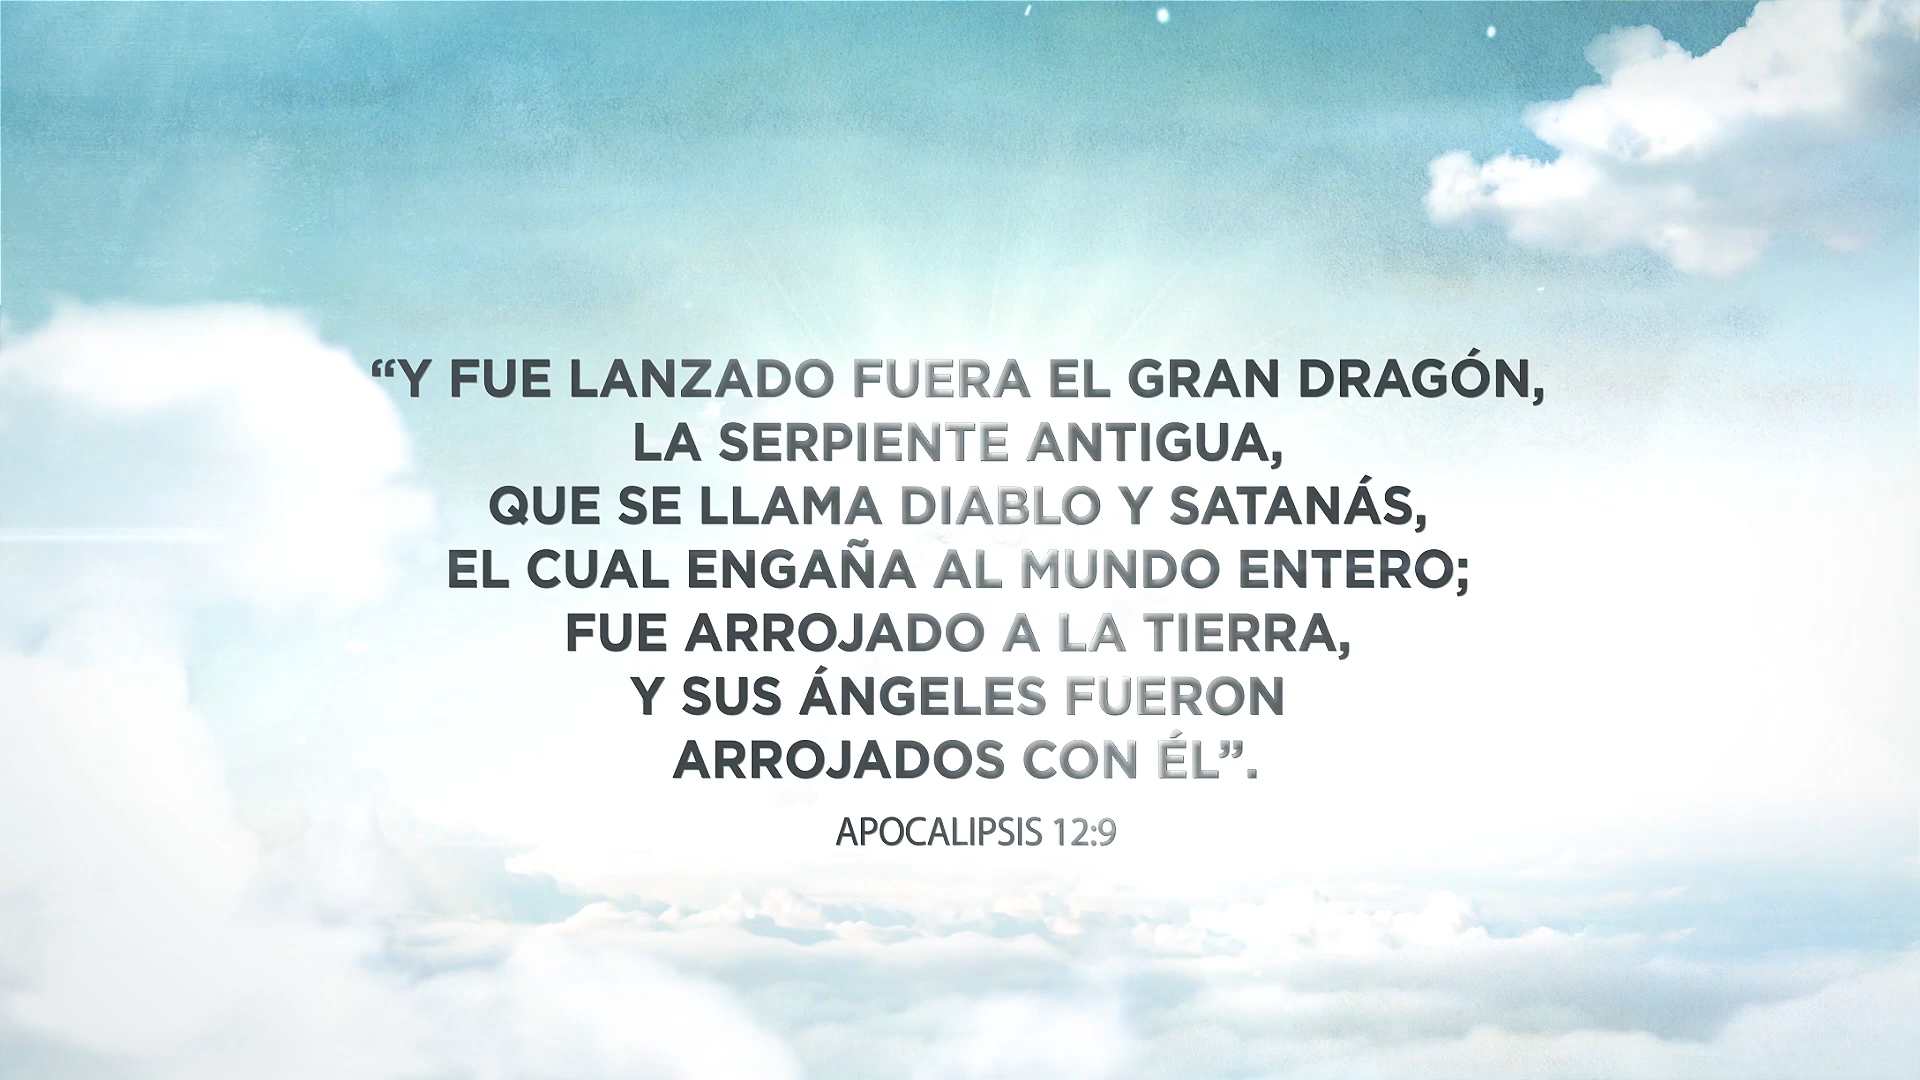 “Y FUE LANZADO FUERA EL GRAN DRAGÓN,
LA SERPIENTE ANTIGUA,
QUE SE LLAMA DIABLO Y SATANÁS,
EL CUAL ENGAÑA AL MUNDO ENTERO;
FUE ARROJADO A LA TIERRA,
Y SUS ÁNGELES FUERON
ARROJADOS CON ÉL”.
APOCALIPSIS 12:9